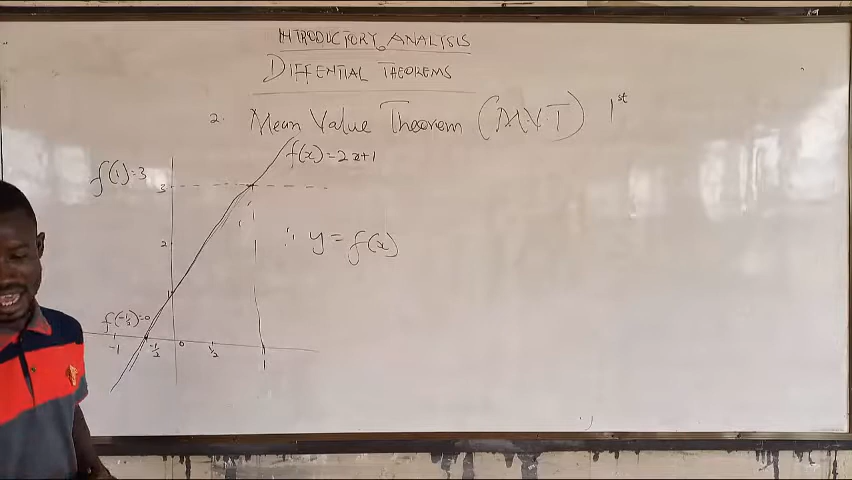 INTRODUCTORY ANALYSIS
DIFFENTIAL THEOREMS
2. Mean Value Theorem (M.V.T) 1st
f(x)=2x+1
f(1)=3
3
2
∴ y = f(x)
1
f(-½)=0
-1 -½ 0 ½ 1